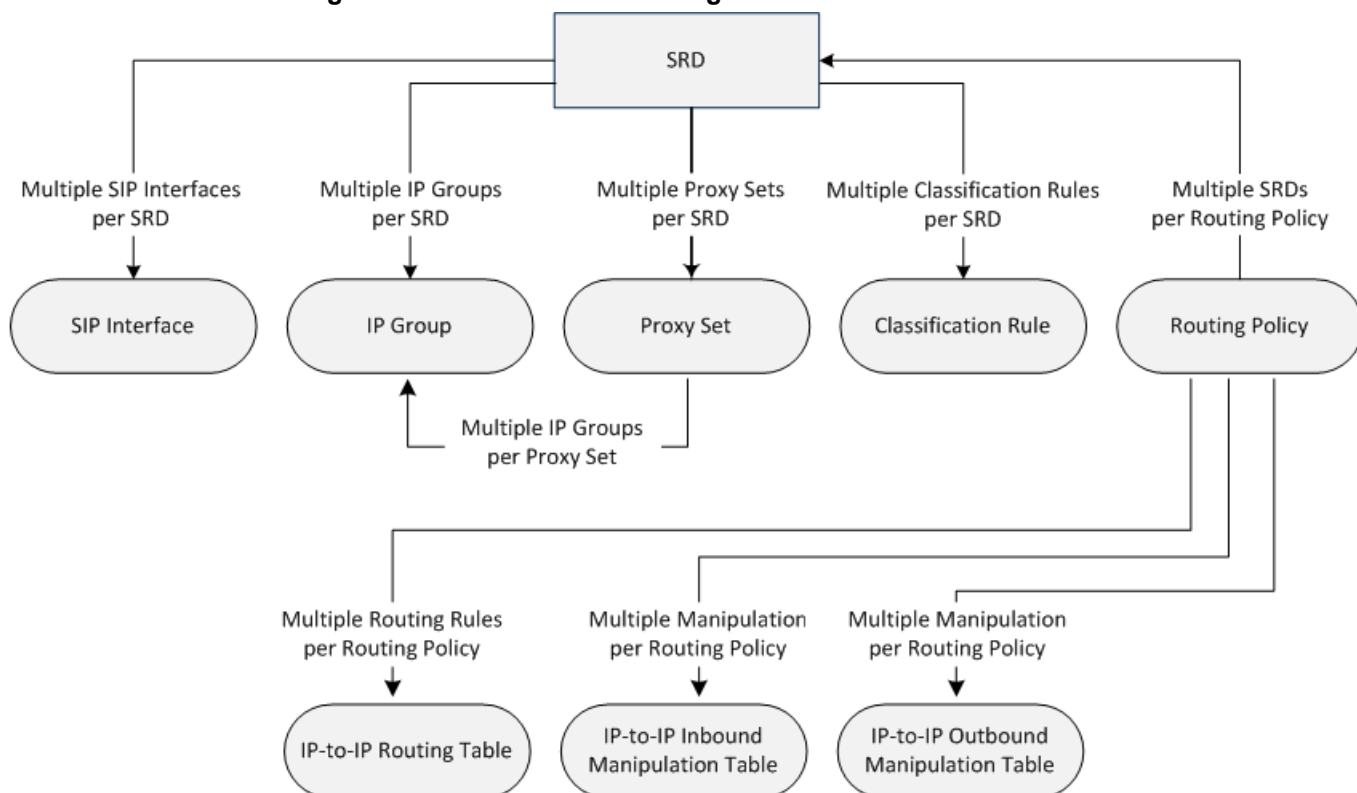 SRD
Multiple SIP Interfaces
per SRD
Multiple IP Groups
per SRD
Multiple Proxy Sets
per SRD
Multiple Classification Rules
per SRD
Multiple SRDs
per Routing Policy
SIP Interface
IP Group
Proxy Set
Classification Rule
Routing Policy
Multiple IP Groups
per Proxy Set
Multiple Routing Rules
per Routing Policy
Multiple Manipulation
per Routing Policy
Multiple Manipulation
per Routing Policy
IP-to-IP Routing Table
IP-to-IP Inbound
Manipulation Table
IP-to-IP Outbound
Manipulation Table